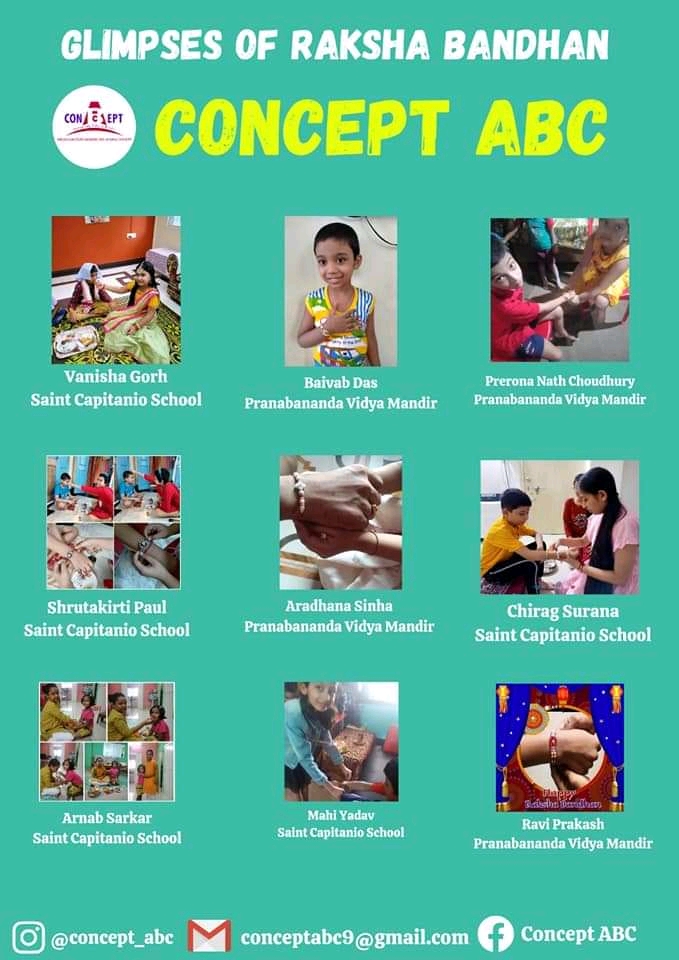 GLIMPSES OF RAKSHA BANDHAN
CON ABC EPT
CONCEPT ABC
Vanisha Gorh
Saint Capitanio School
Baivab Das
Pranabananda Vidya Mandir
Prerona Nath Choudhury
Pranabananda Vidya Mandir
Shrutakirti Paul
Saint Capitanio School
Aradhana Sinha
Pranabananda Vidya Mandir
Chirag Surana
Saint Capitanio School
Arnab Sarkar
Saint Capitanio School
Mahi Yadav
Saint Capitanio School
Happy
Raksha Bandhan
Ravi Prakash
Pranabananda Vidya Mandir
@concept_abc
conceptabc9@gmail.com
Concept ABC